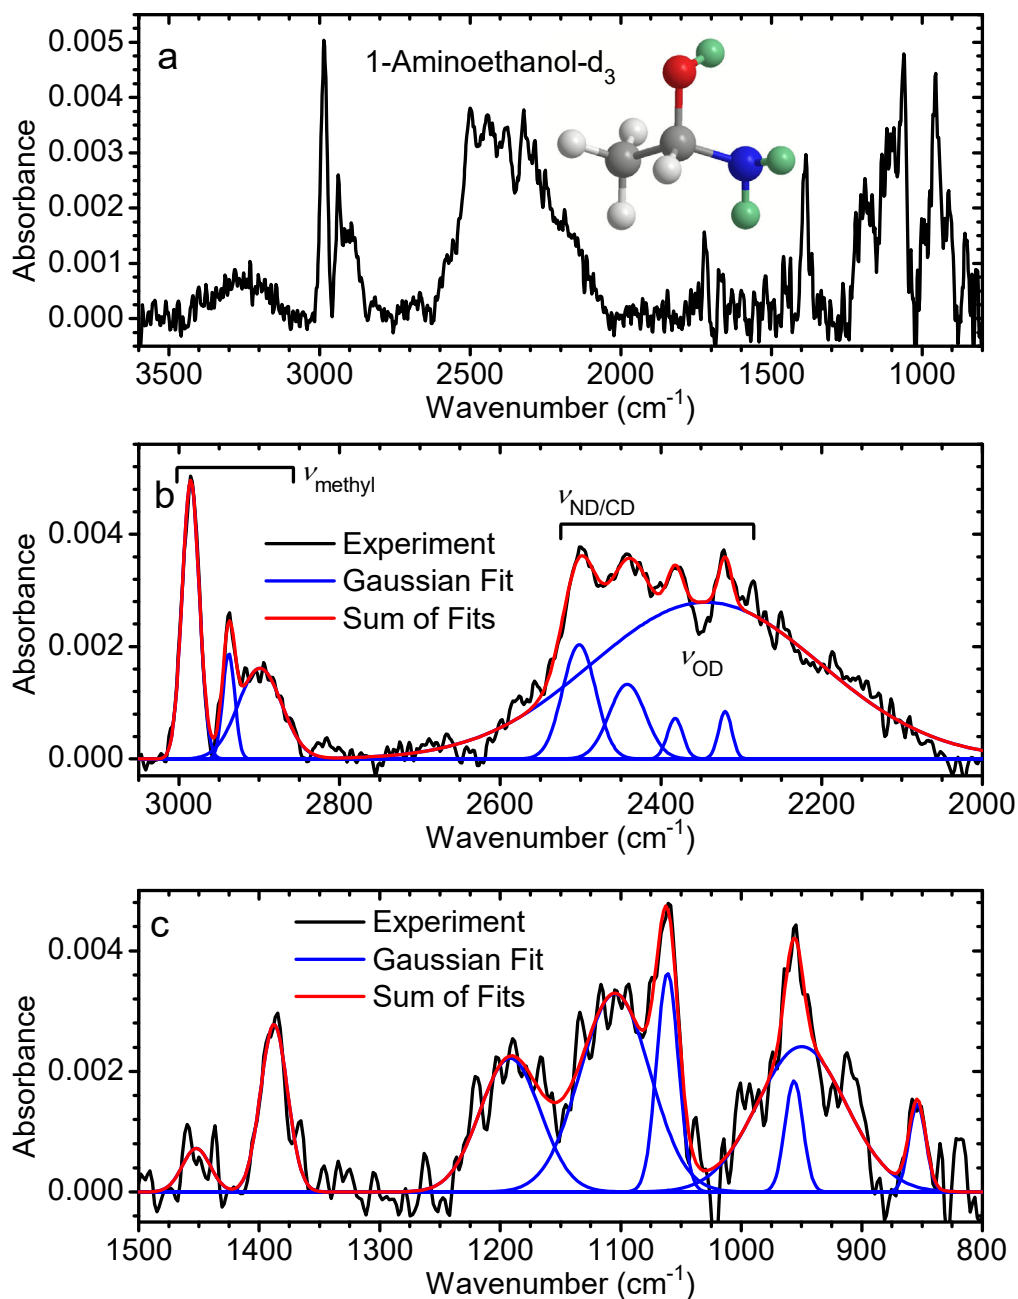 a
1-Aminoethanol-d3
Absorbance
0.005
0.004
0.003
0.002
0.001
0.000
3500 3000 2500 2000 1500 1000
Wavenumber (cm-1)
b
νmethyl
νND/CD
Experiment
Gaussian Fit
Sum of Fits
νOD
Absorbance
0.004
0.002
0.000
3000 2800 2600 2400 2200 2000
Wavenumber (cm-1)
c
Experiment
Gaussian Fit
Sum of Fits
Absorbance
0.004
0.002
0.000
1500 1400 1300 1200 1100 1000 900 800
Wavenumber (cm-1)